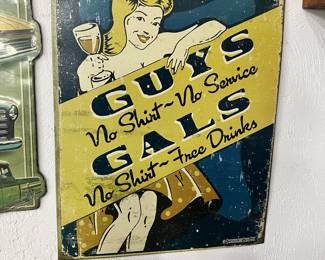 GUYS
No Shirt~No Service
GALS
No Shirt~Free Drinks